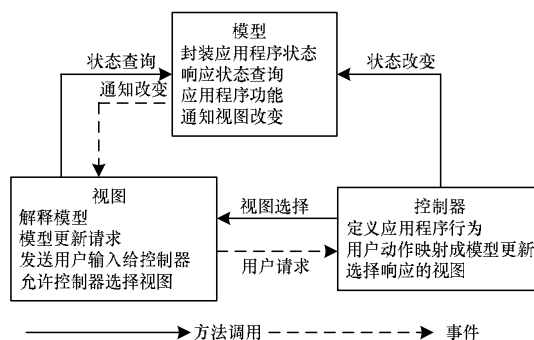 模型
封装应用程序状态
响应状态查询
应用程序功能
通知视图改变
状态查询
通知改变
状态改变
视图
解释模型
模型更新请求
发送用户输入给控制器
允许控制器选择视图
视图选择
用户请求
控制器
定义应用程序行为
用户动作映射成模型更新
选择响应的视图
方法调用
事件